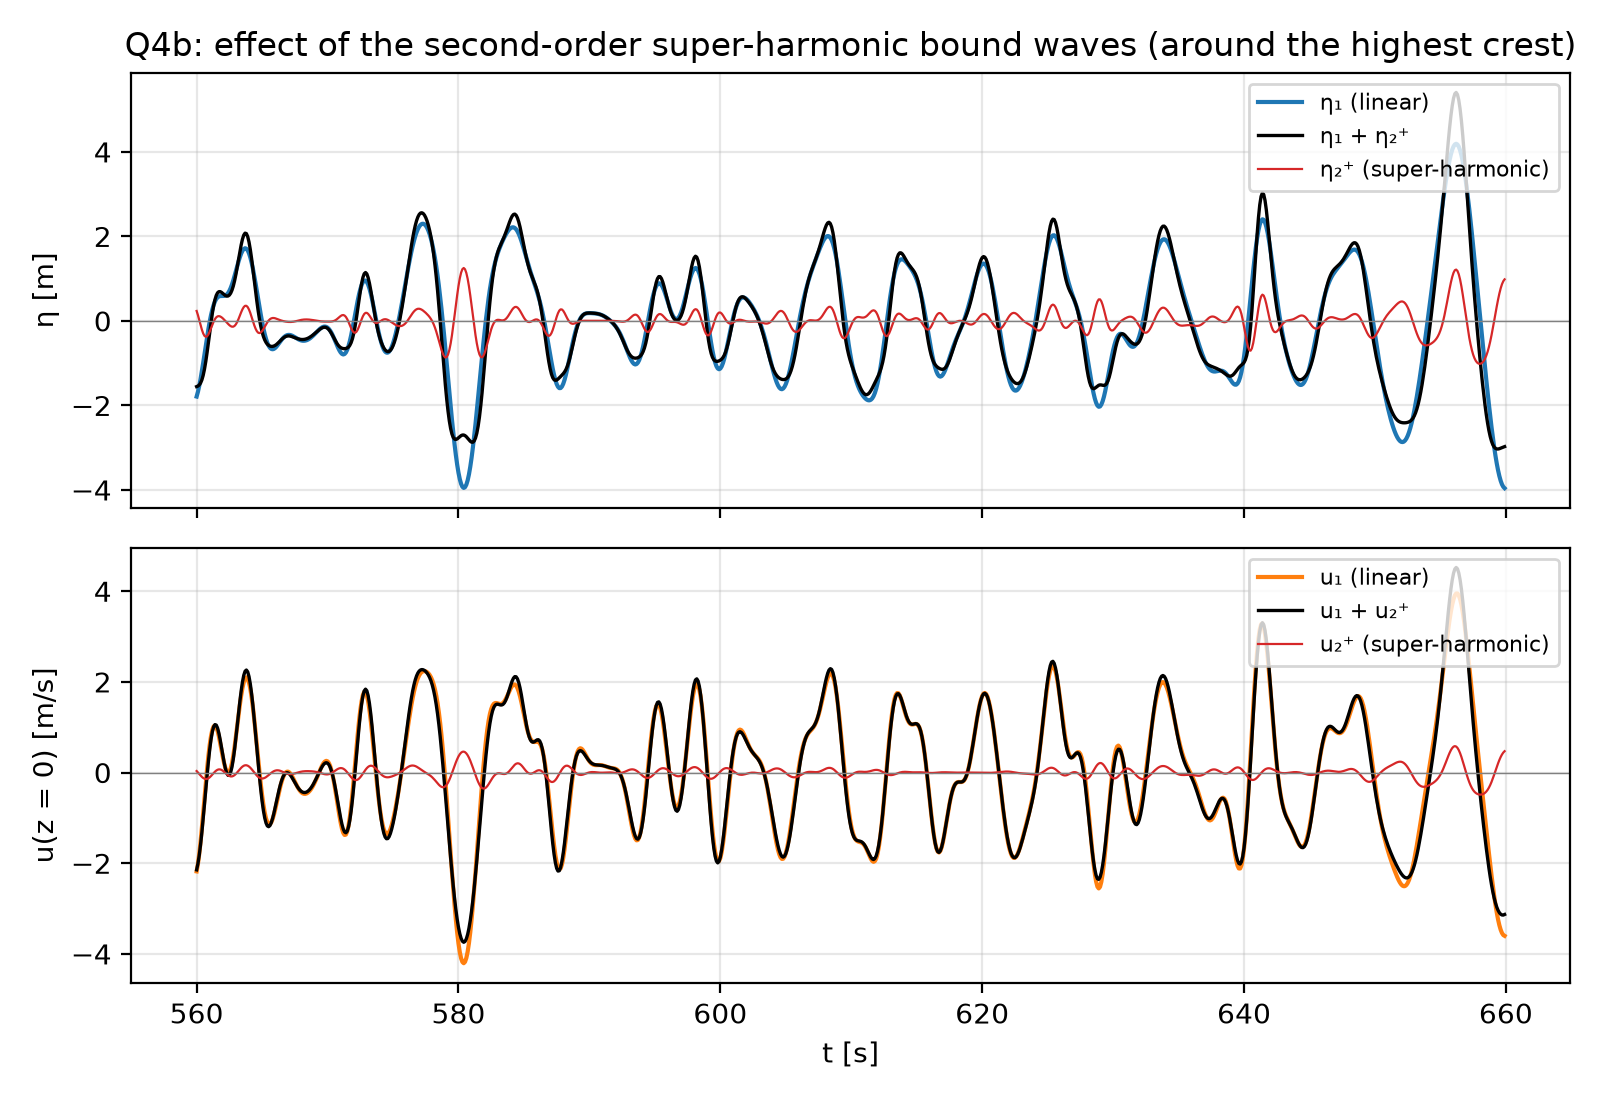 Q4b: effect of the second-order super-harmonic bound waves (around the highest crest)
η₁ (linear)
η₁ + η₂⁺
η₂⁺ (super-harmonic)
η [m]
4
2
0
−2
−4
u₁ (linear)
u₁ + u₂⁺
u₂⁺ (super-harmonic)
u(z = 0) [m/s]
4
2
0
−2
−4
560 580 600 620 640 660
t [s]